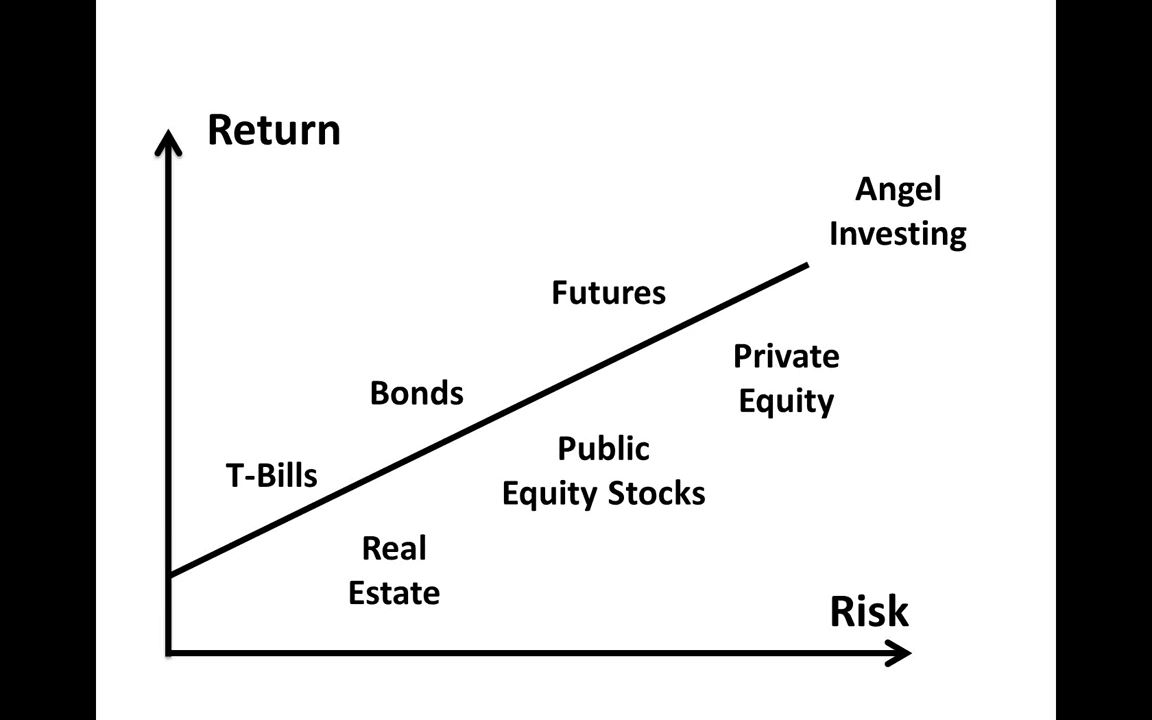 Return
Angel
Investing
Futures
Private
Equity
Bonds
Public
Equity Stocks
T-Bills
Real
Estate
Risk